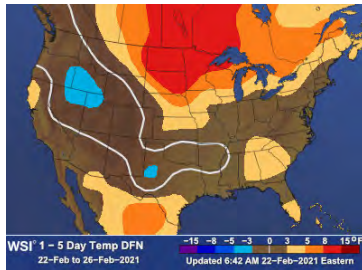 WSI° 1 - 5 Day Temp DFN
22-Feb to 26-Feb-2021
-15 -8 -5 -3 0 3 5 8 15°F
Updated 6:42 AM 22-Feb-2021 Eastern